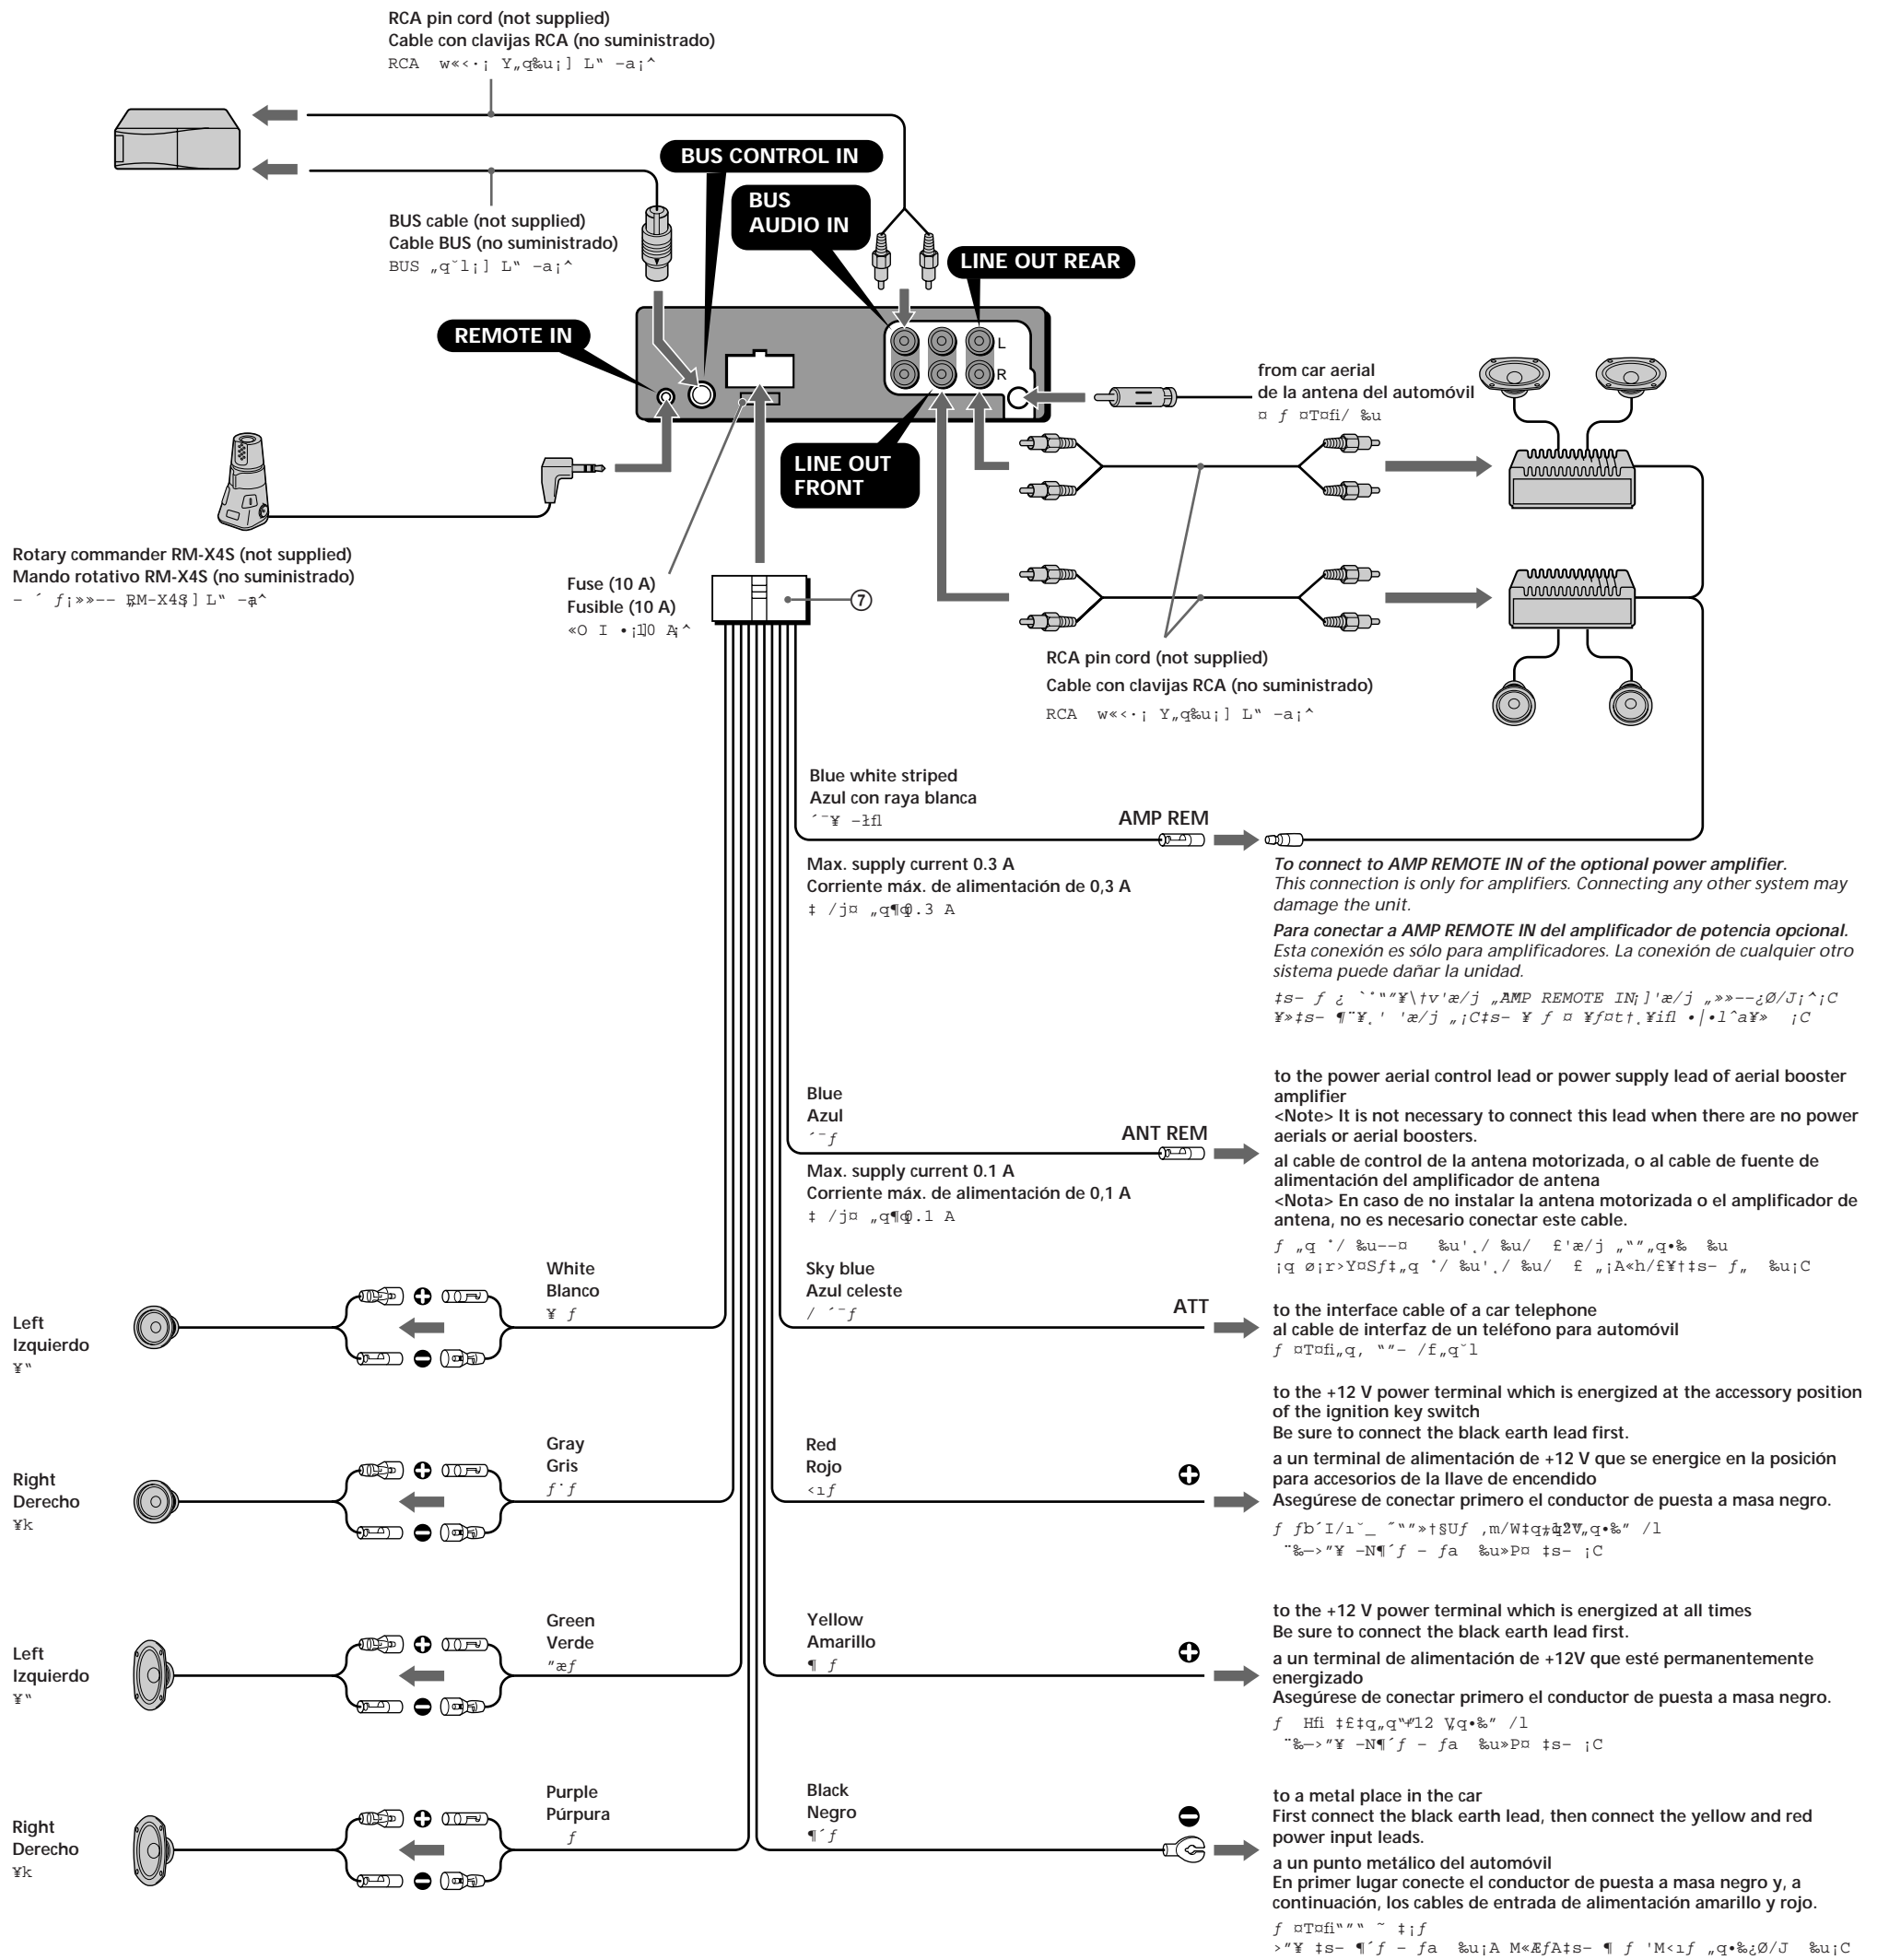 RCA pin cord (not supplied)
Cable con clavijas RCA (no suministrado)
BUS CONTROL IN
BUS
AUDIO IN
BUS cable (not supplied)
Cable BUS (no suministrado)
LINE OUT REAR
REMOTE IN
L
R
from car aerial
de la antena del automóvil
LINE OUT
FRONT
Rotary commander RM-X4S (not supplied)
Mando rotativo RM-X4S (no suministrado)
Fuse (10 A)
Fusible (10 A)
7
RCA pin cord (not supplied)
Cable con clavijas RCA (no suministrado)
Blue white striped
Azul con raya blanca
AMP REM
Max. supply current 0.3 A
Corriente máx. de alimentación de 0,3 A
To connect to AMP REMOTE IN of the optional power amplifier.
This connection is only for amplifiers. Connecting any other system may
damage the unit.
Para conectar a AMP REMOTE IN del amplificador de potencia opcional.
Esta conexión es sólo para amplificadores. La conexión de cualquier otro
sistema puede dañar la unidad.
Blue
Azul
ANT REM
Max. supply current 0.1 A
Corriente máx. de alimentación de 0,1 A
to the power aerial control lead or power supply lead of aerial booster
amplifier
<Note> It is not necessary to connect this lead when there are no power
aerials or aerial boosters.
al cable de control de la antena motorizada, o al cable de fuente de
alimentación del amplificador de antena
<Nota> En caso de no instalar la antena motorizada o el amplificador de
antena, no es necesario conectar este cable.
Left
Izquierdo
White
Blanco
Sky blue
Azul celeste
ATT
to the interface cable of a car telephone
al cable de interfaz de un teléfono para automóvil
Right
Derecho
Gray
Gris
Red
Rojo
to the +12 V power terminal which is energized at the accessory position
of the ignition key switch
Be sure to connect the black earth lead first.
a un terminal de alimentación de +12 V que se energice en la posición
para accesorios de la llave de encendido
Asegúrese de conectar primero el conductor de puesta a masa negro.
Left
Izquierdo
Green
Verde
Yellow
Amarillo
to the +12 V power terminal which is energized at all times
Be sure to connect the black earth lead first.
a un terminal de alimentación de +12V que esté permanentemente
energizado
Asegúrese de conectar primero el conductor de puesta a masa negro.
Right
Derecho
Purple
Púrpura
Black
Negro
to a metal place in the car
First connect the black earth lead, then connect the yellow and red
power input leads.
a un punto metálico del automóvil
En primer lugar conecte el conductor de puesta a masa negro y, a
continuación, los cables de entrada de alimentación amarillo y rojo.